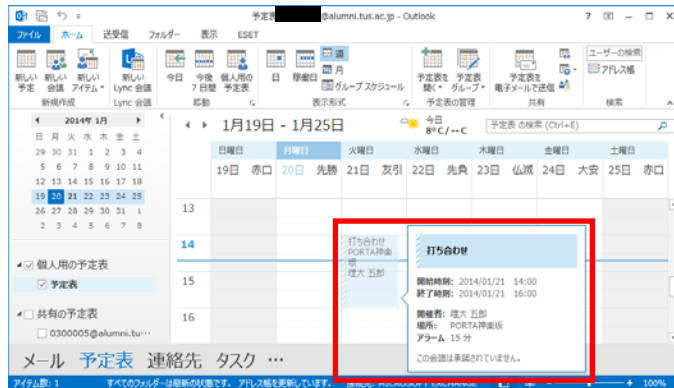 予定表 @alumni.tus.ac.jp - Outlook
ファイル ホーム 送受信 フォルダー 表示 ESET
新しい予定
新しい会議
新しいアイテム
新しい Lync 会議
今日
今後 7 日間
個人用の予定表
日
稼働日
週
月
グループ スケジュール
予定表を開く
予定表グループ
予定表を電子メールで送信
ユーザーの検索
アドレス帳
新規作成 Lync 会議 移動 表示形式 予定表の管理 共有 検索
2014年 1月
日 月 火 水 木 金 土
29 30 31 1 2 3 4
5 6 7 8 9 10 11
12 13 14 15 16 17 18
19 20 21 22 23 24 25
26 27 28 29 30 31 1
2 3 4 5 6 7 8
1月19日 - 1月25日
今日
8°C/--C
予定表 の検索 (Ctrl+E)
日曜日 月曜日 火曜日 水曜日 木曜日 金曜日 土曜日
19日 赤口 20日 先勝 21日 友引 22日 先負 23日 仏滅 24日 大安 25日 赤口
13
14
15
16
打ち合わせ
PORTA神楽
坂
理大 五郎
打ち合わせ
開始時刻: 2014/01/21 14:00
終了時刻: 2014/01/21 16:00
開催者: 理大 五郎
場所: PORTA神楽坂
アラーム 15 分
この会議は承諾されていません。
個人用の予定表
予定表
共有の予定表
0300005@alumni.tu…
メール 予定表 連絡先 タスク …
アイテム数: 1 すべてのフォルダーは最新の状態です。 アドレス帳を更新しています。 接続先: MICROSOFT EXCHANGE 100%